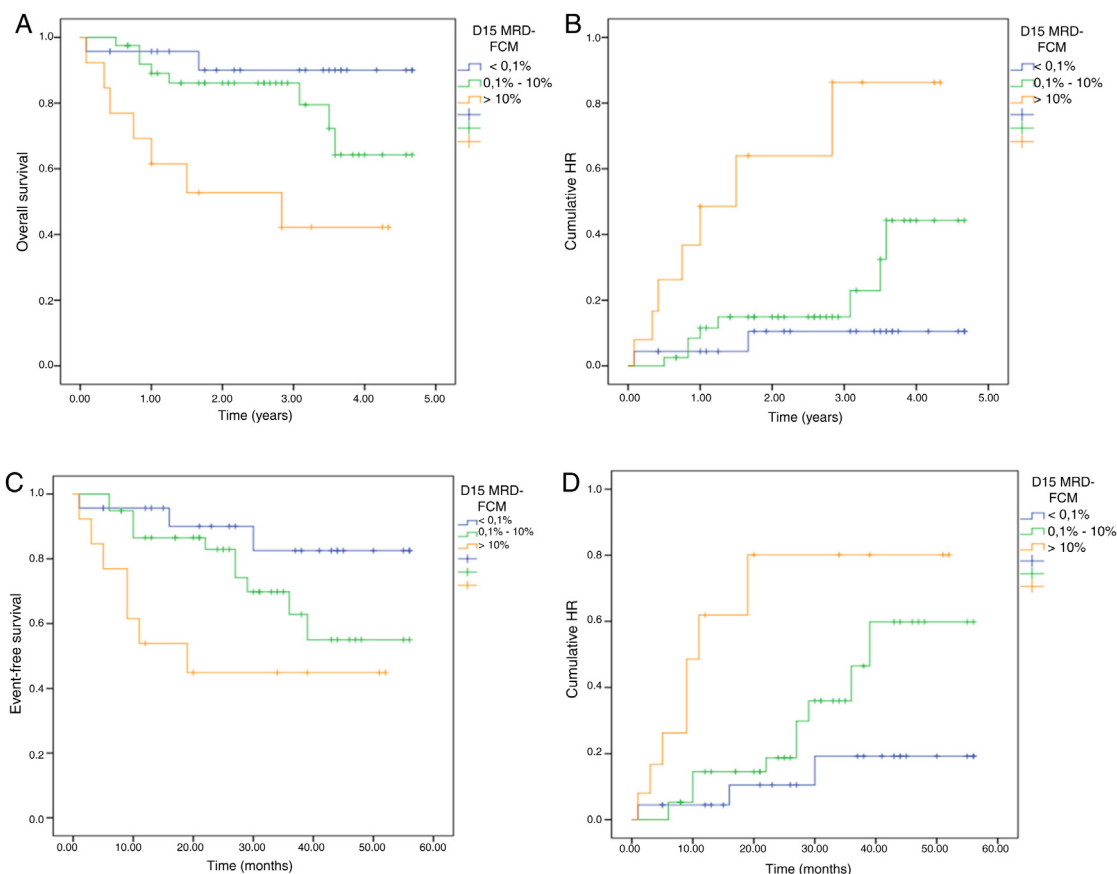 A
D15 MRD-
FCM
< 0,1%
0,1% - 10%
> 10%
Overall survival
1.0
0.8
0.6
0.4
0.2
0.0
0.00 1.00 2.00 3.00 4.00 5.00
Time (years)
B
D15 MRD-
FCM
< 0,1%
0,1% - 10%
> 10%
Cumulative HR
1.0
0.8
0.6
0.4
0.2
0.0
0.00 1.00 2.00 3.00 4.00 5.00
Time (years)
C
D15 MRD-
FCM
< 0,1%
0,1% - 10%
> 10%
Event-free survival
1.0
0.8
0.6
0.4
0.2
0.0
0.00 10.00 20.00 30.00 40.00 50.00 60.00
Time (months)
D
D15 MRD-
FCM
< 0,1%
0,1% - 10%
> 10%
Cumulative HR
1.0
0.8
0.6
0.4
0.2
0.0
0.00 10.00 20.00 30.00 40.00 50.00 60.00
Time (months)